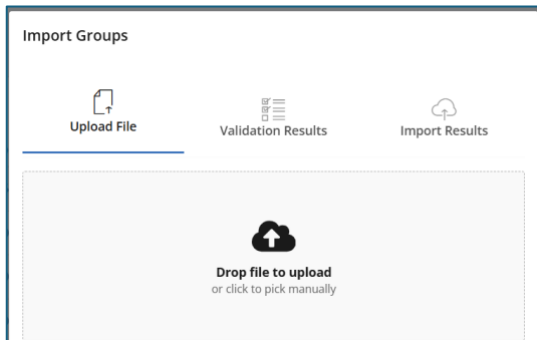 Import Groups
Upload File
Validation Results
Import Results
Drop file to upload
or click to pick manually